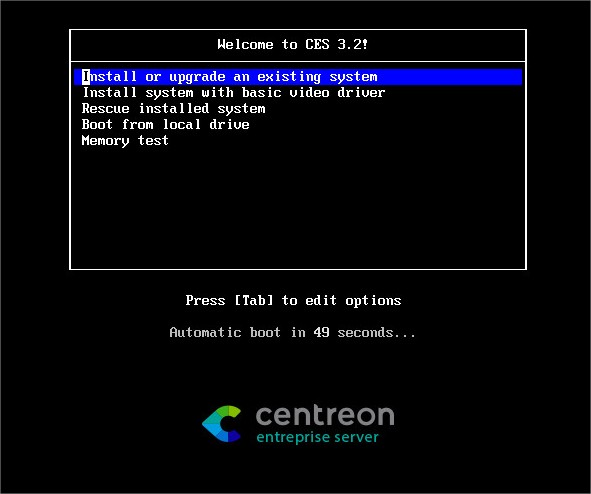 Welcome to CES 3.2!
Install or upgrade an existing system
Install system with basic video driver
Rescue installed system
Boot from local drive
Memory test
Press [Tab] to edit options
Automatic boot in 49 seconds...
centreon
entreprise server